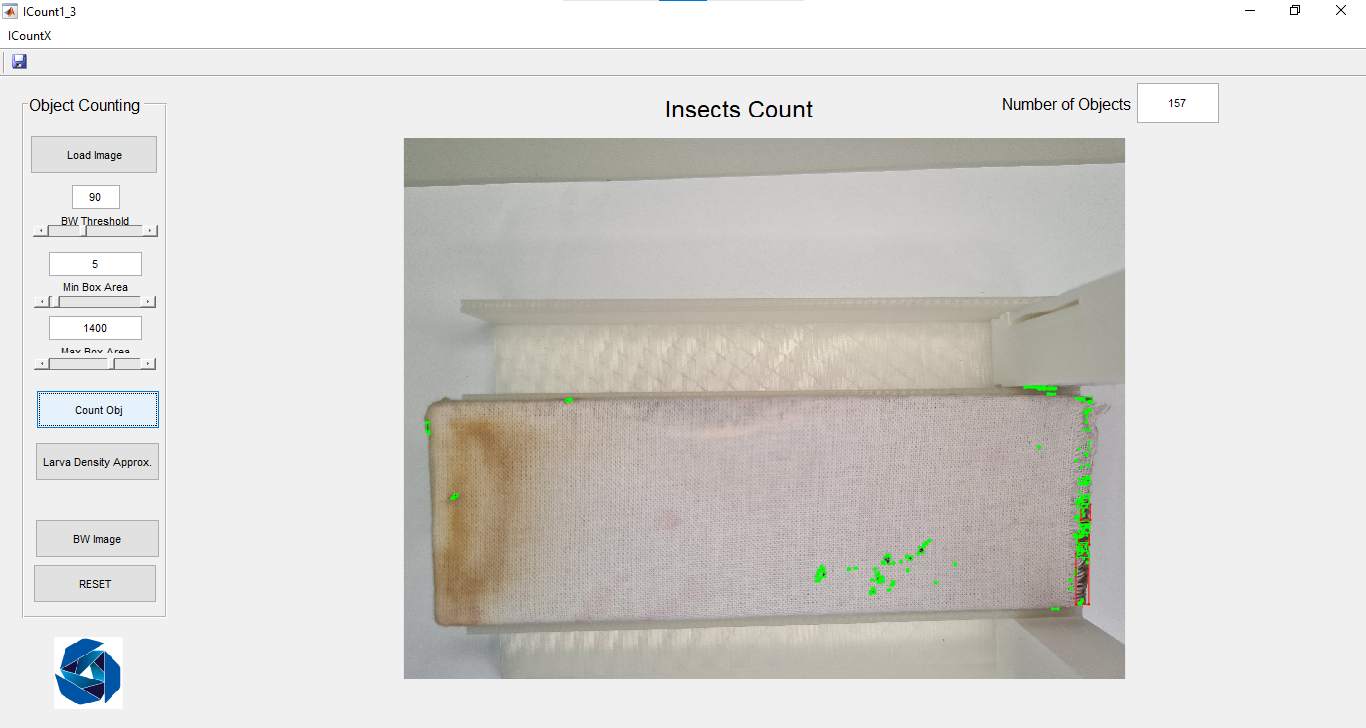 ICount1_3
ICountX
Object Counting
Load Image
90
BW Threshold
5
Min Box Area
1400
Max Box Area
Count Obj
Larva Density Approx.
BW Image
RESET
Insects Count
Number of Objects
157